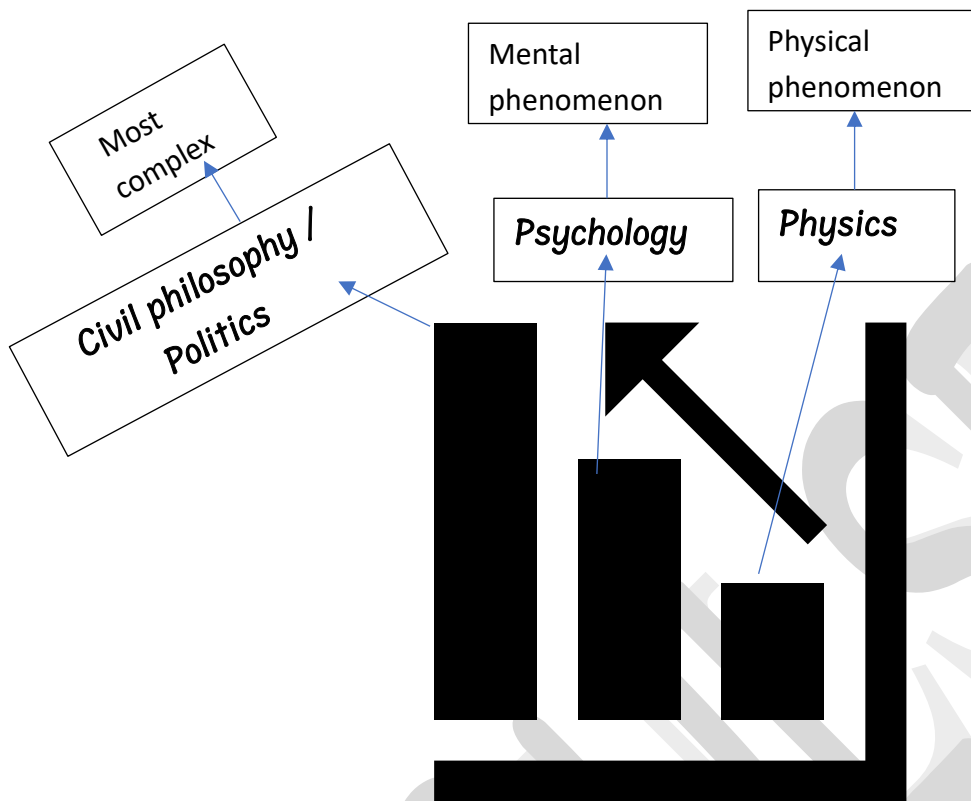 Most
complex
Civil philosophy /
Politics
Mental
phenomenon
Psychology
Physical
phenomenon
Physics